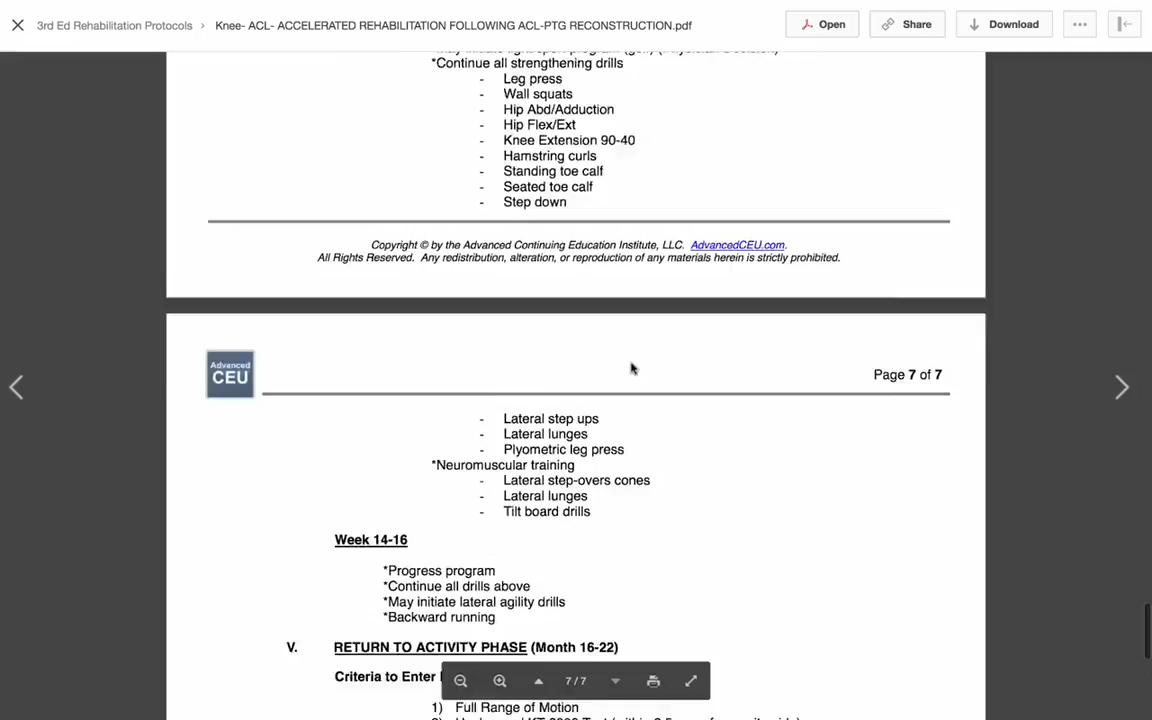 3rd Ed Rehabilitation Protocols > Knee- ACL- ACCELERATED REHABILITATION FOLLOWING ACL-PTG RECONSTRUCTION.pdf
Open
Share
Download
*Continue all strengthening drills
- Leg press
- Wall squats
- Hip Abd/Adduction
- Hip Flex/Ext
- Knee Extension 90-40
- Hamstring curls
- Standing toe calf
- Seated toe calf
- Step down
Copyright © by the Advanced Continuing Education Institute, LLC. AdvancedCEU.com.
All Rights Reserved. Any redistribution, alteration, or reproduction of any materials herein is strictly prohibited.
Advanced
CEU
Page 7 of 7
- Lateral step ups
- Lateral lunges
- Plyometric leg press
*Neuromuscular training
- Lateral step-overs cones
- Lateral lunges
- Tilt board drills
Week 14-16
*Progress program
*Continue all drills above
*May initiate lateral agility drills
*Backward running
V. RETURN TO ACTIVITY PHASE (Month 16-22)
Criteria to Enter
7 / 7
1) Full Range of Motion